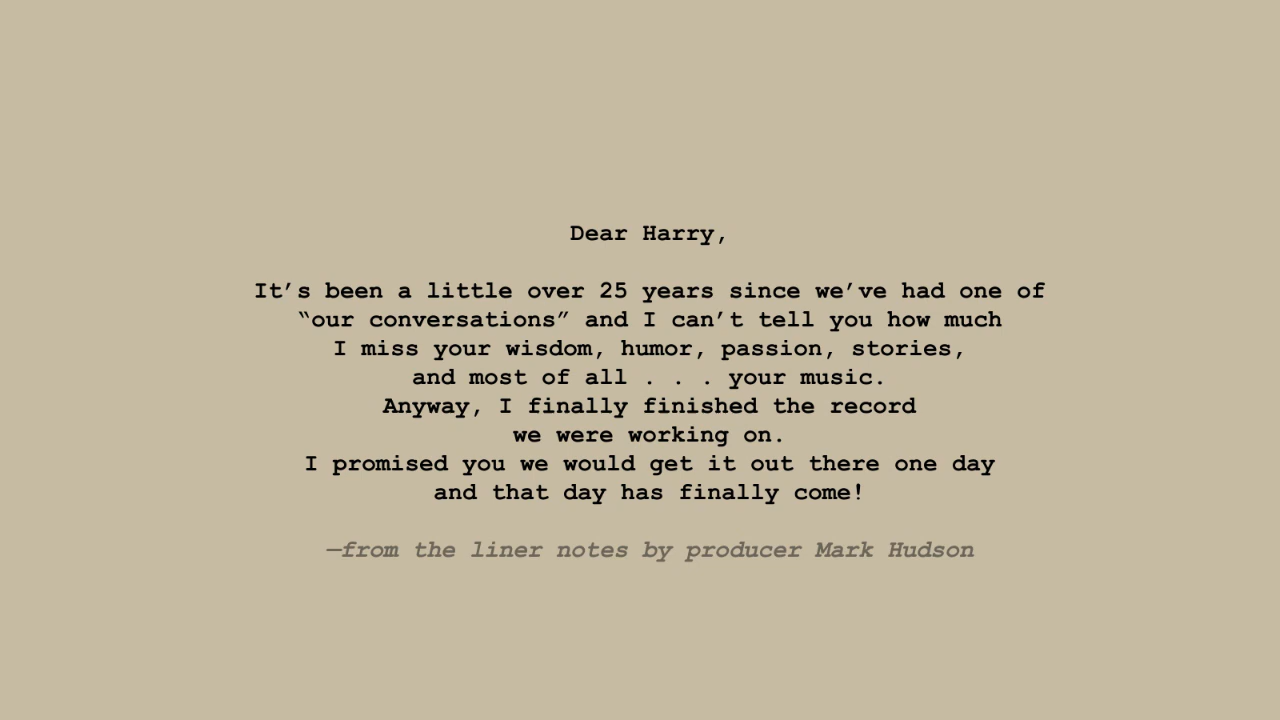 Dear Harry,
It’s been a little over 25 years since we’ve had one of
“our conversations” and I can’t tell you how much
I miss your wisdom, humor, passion, stories,
and most of all . . . your music.
Anyway, I finally finished the record
we were working on.
I promised you we would get it out there one day
and that day has finally come!
—from the liner notes by producer Mark Hudson